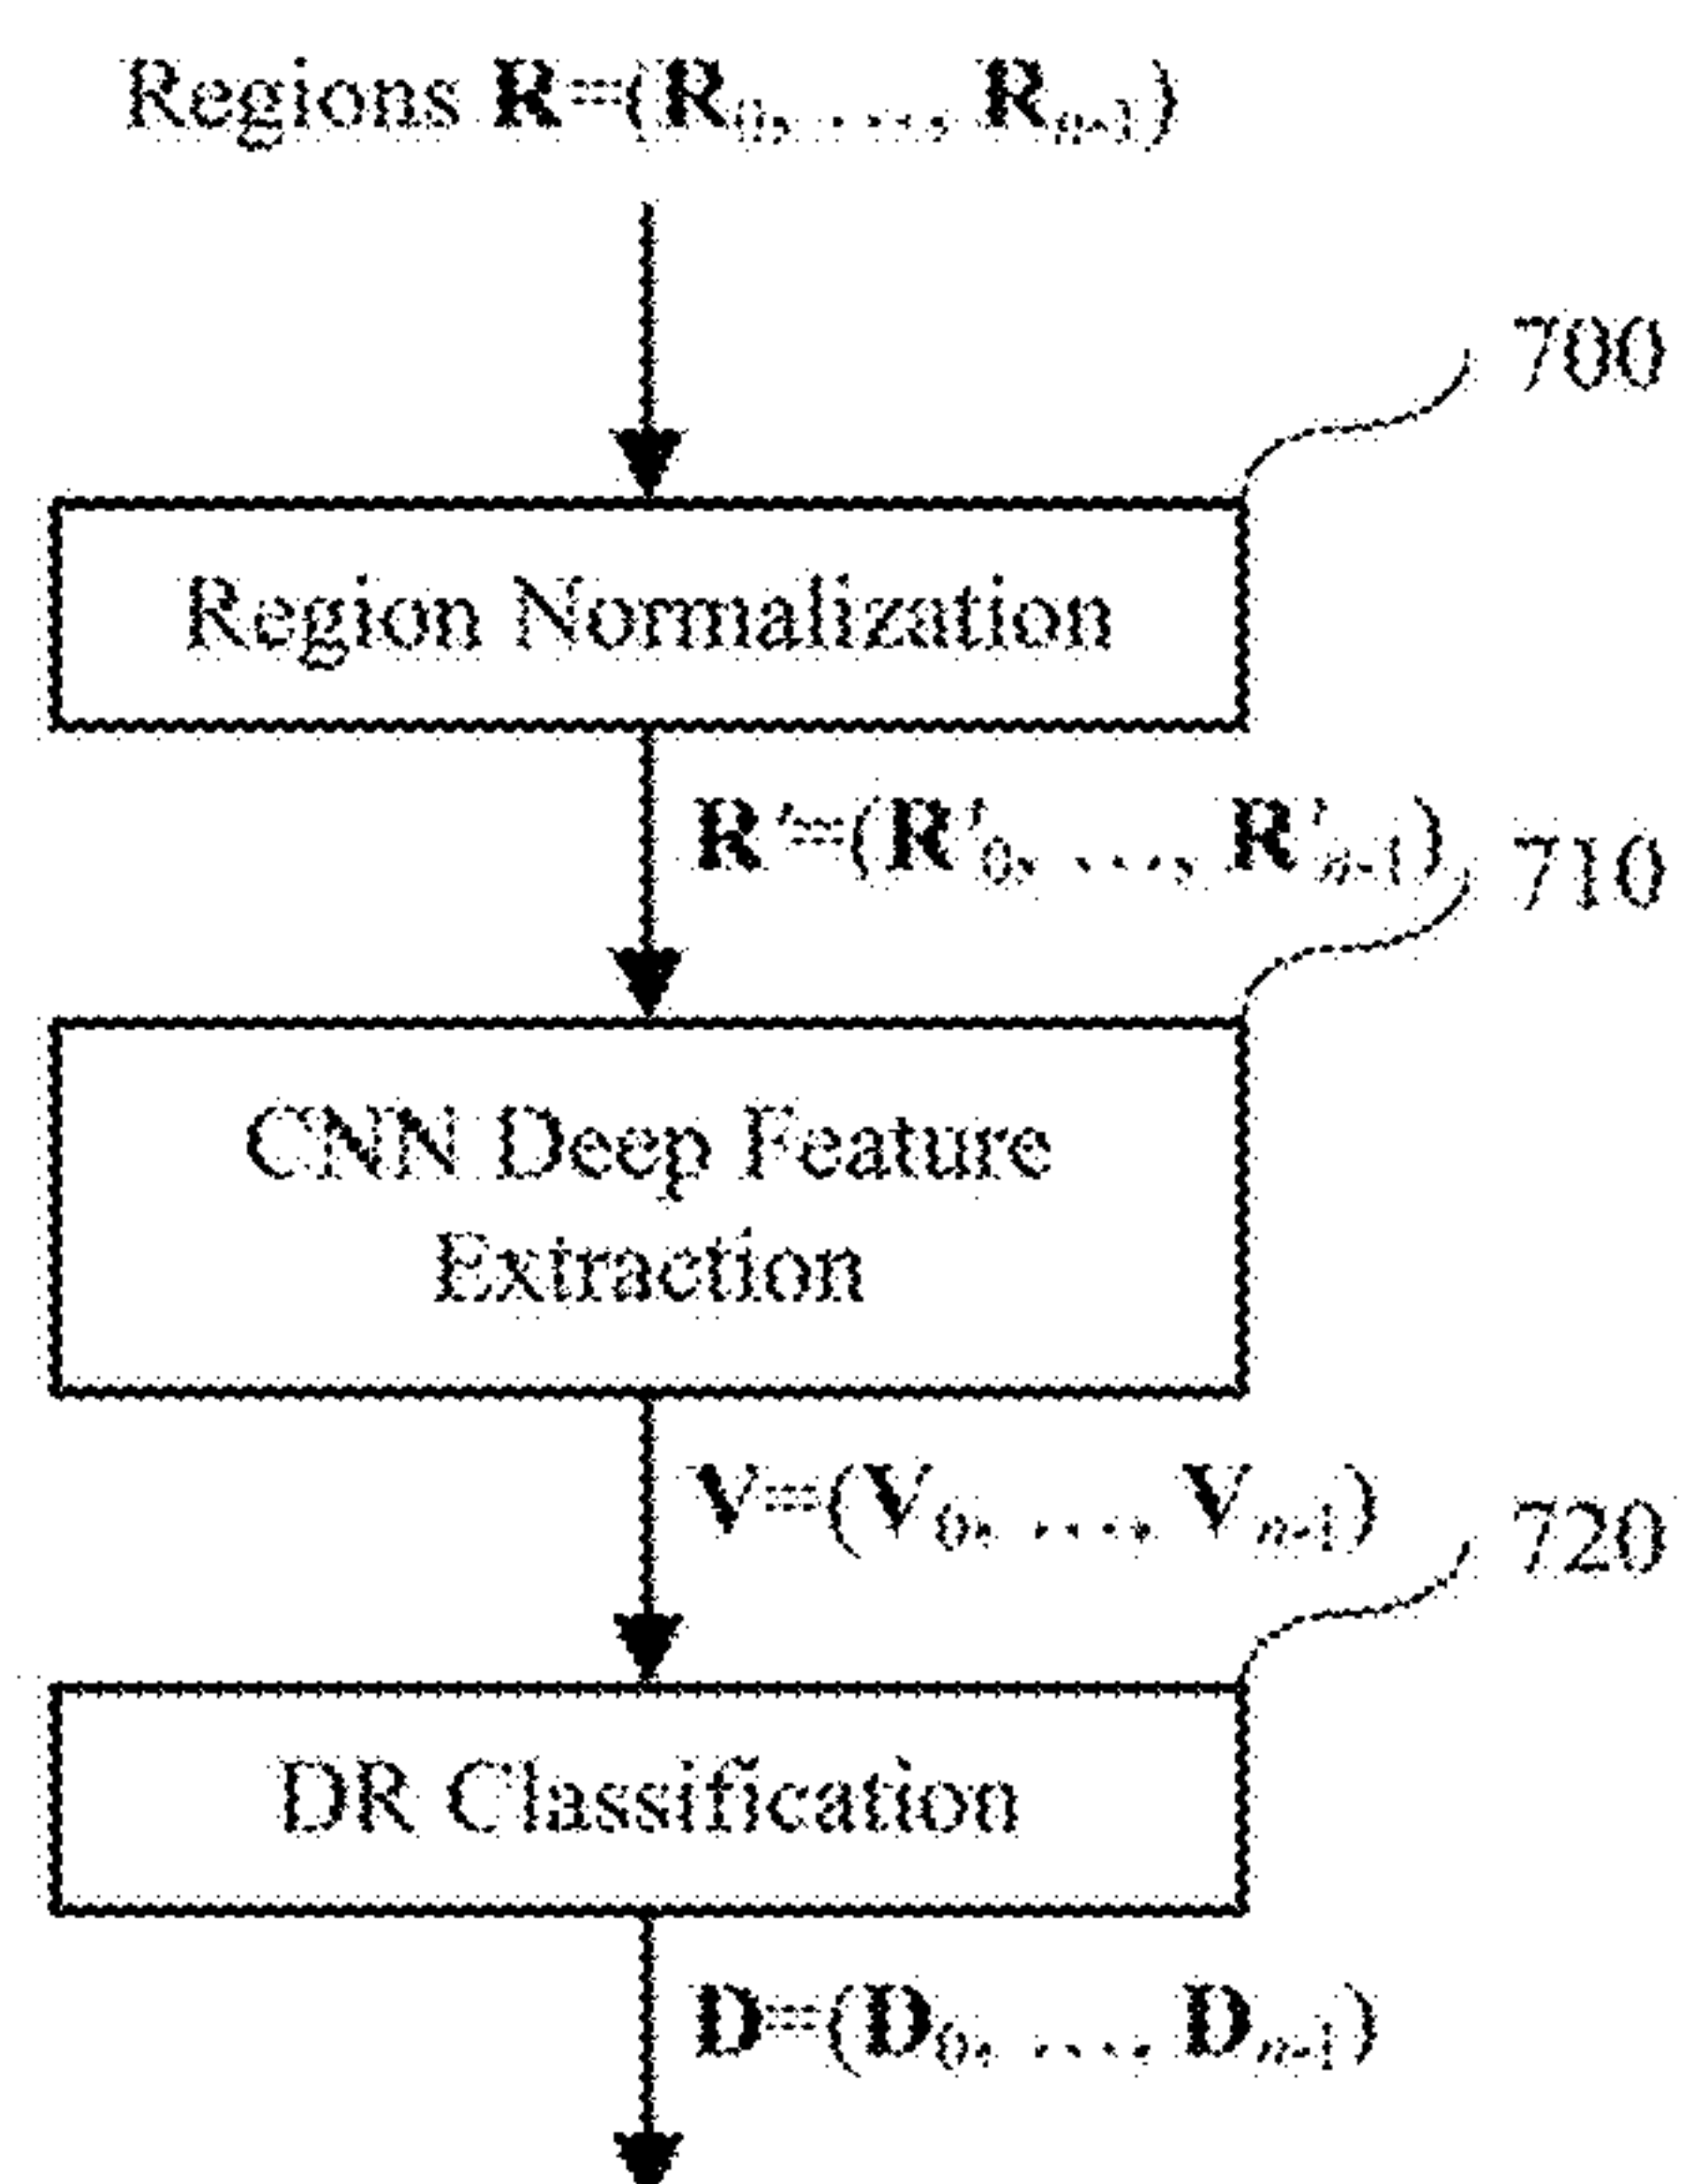 Regions R=(R0, ..., Rn-1)
700
Region Normalization
R'=(R'0, ..., R'n-1)
710
CNN Deep Feature
Extraction
V=(V0, ..., Vn-1)
720
DR Classification
D=(D0, ..., Dn-1)